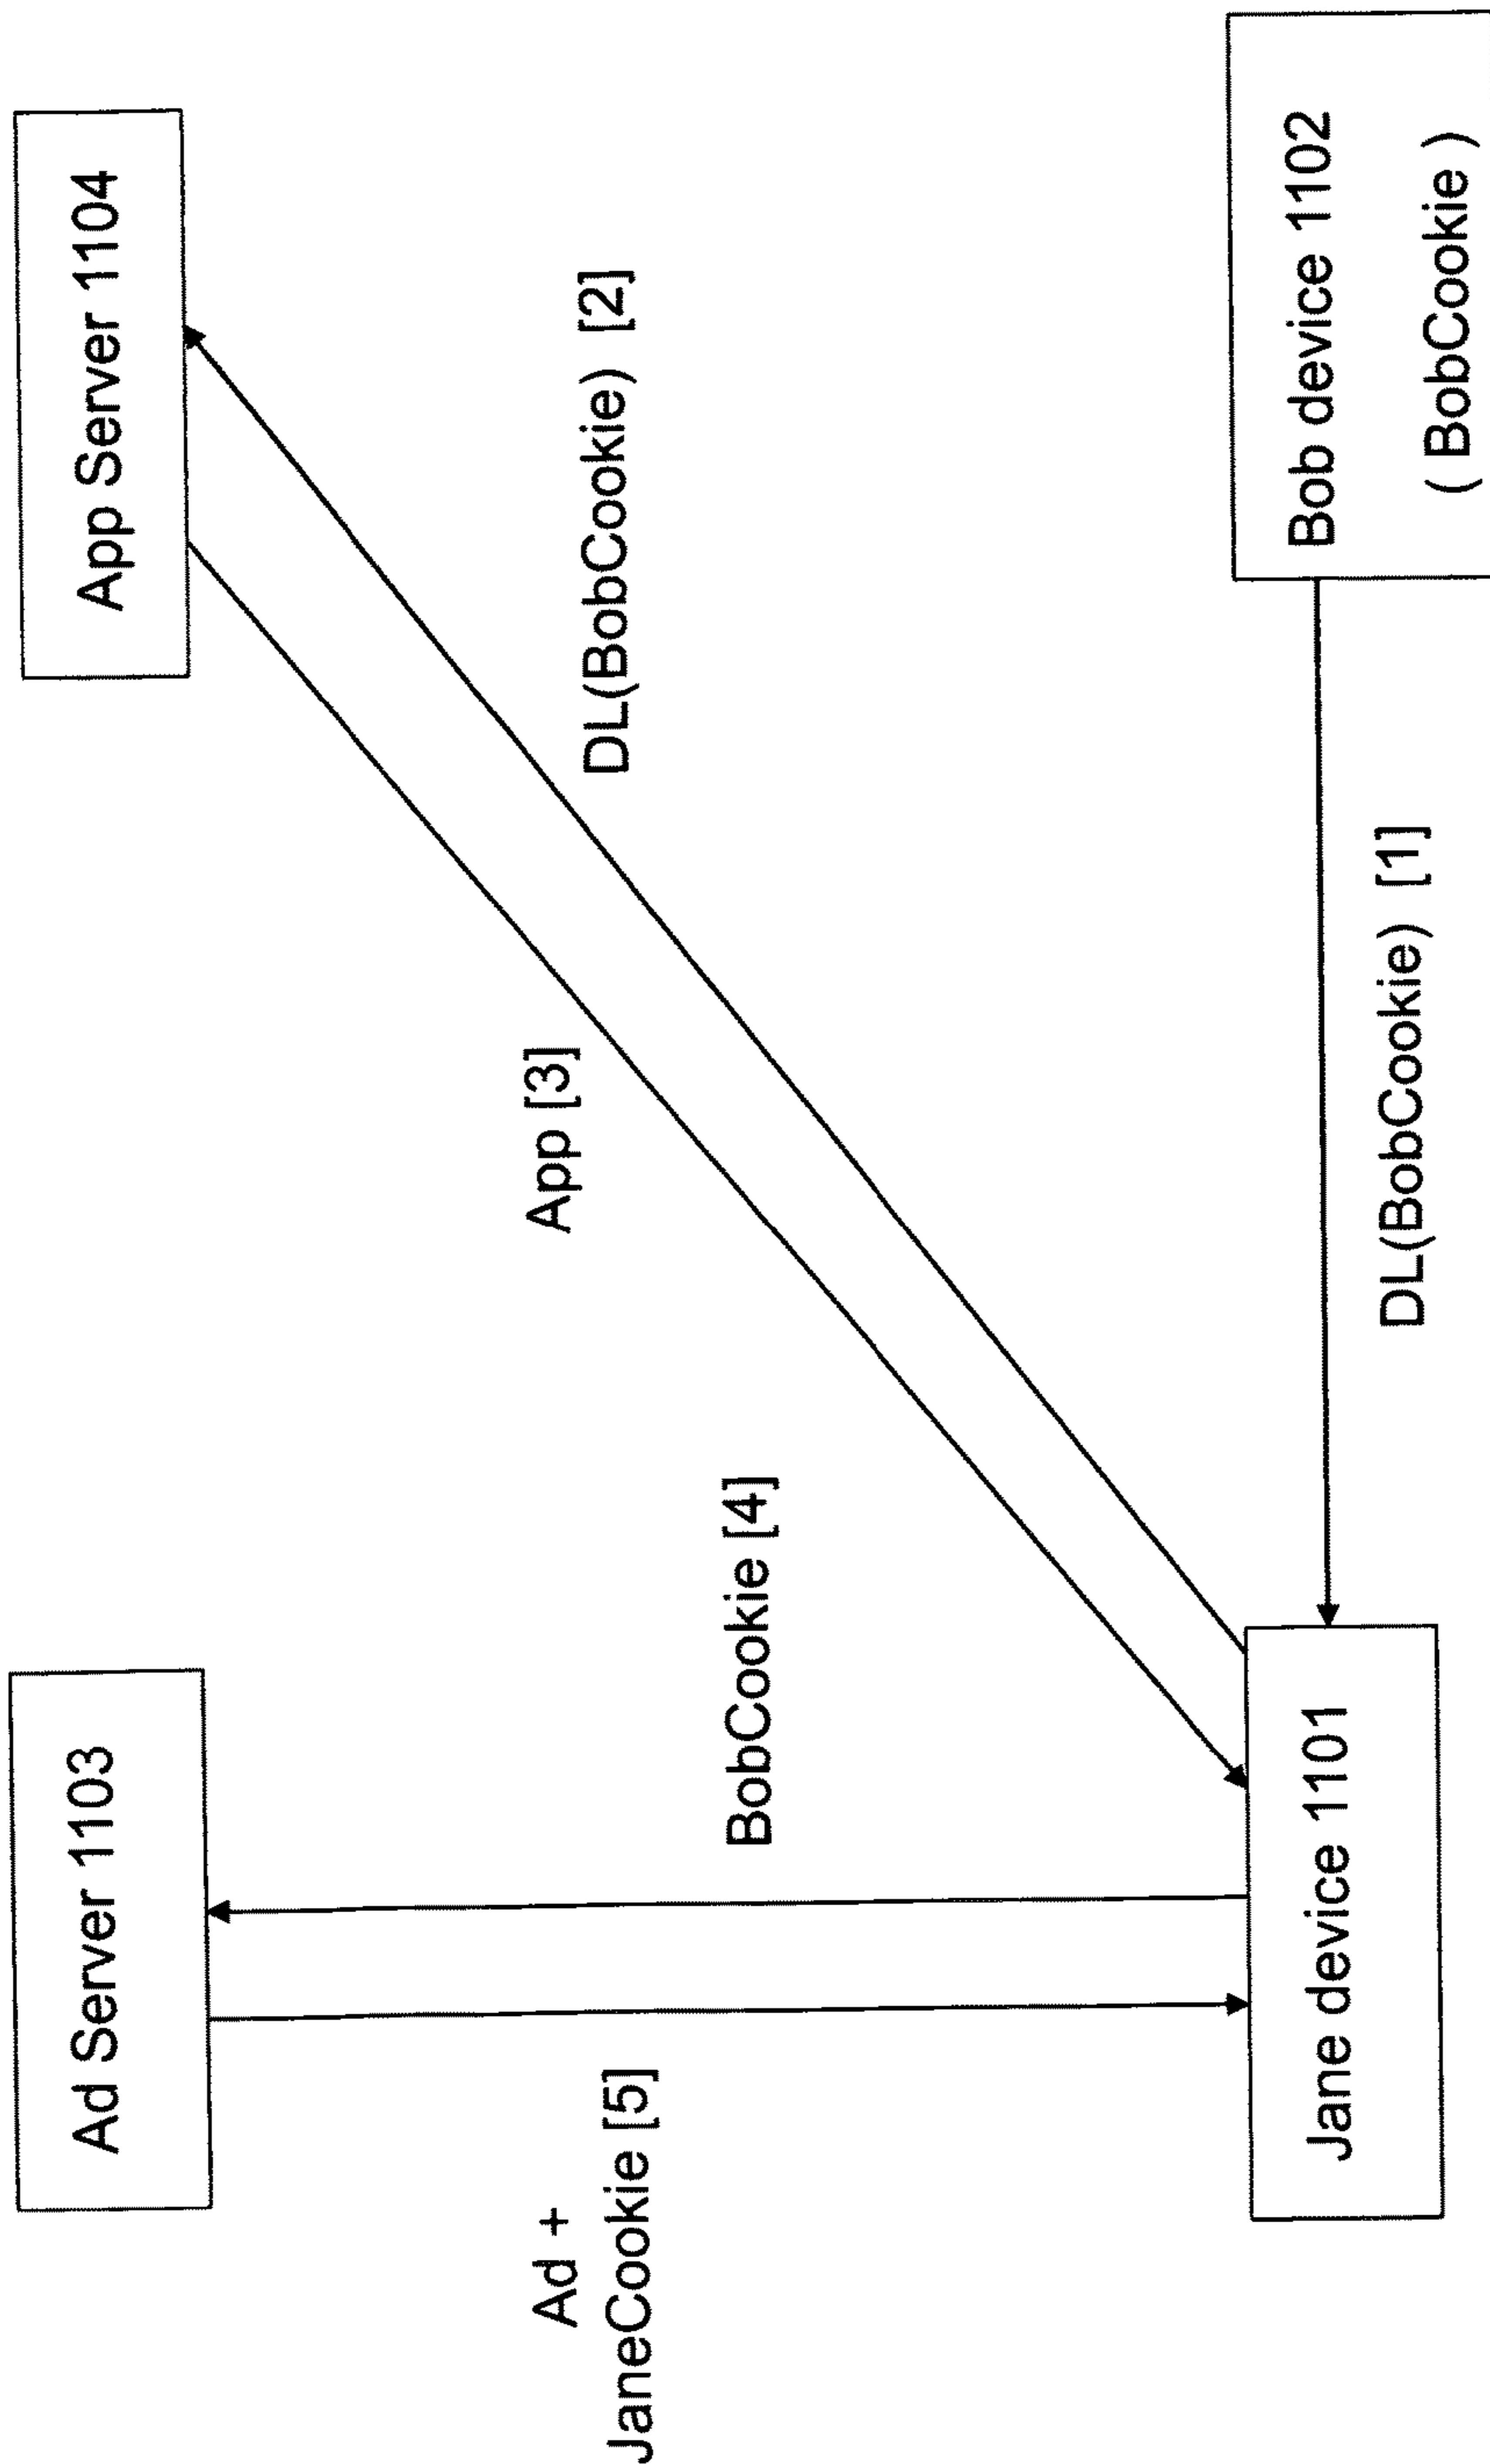 Ad Server 1103
App Server 1104
Ad +
JaneCookie [5]
BobCookie [4]
App [3]
DL(BobCookie) [2]
Jane device 1101
DL(BobCookie) [1]
Bob device 1102
( BobCookie )